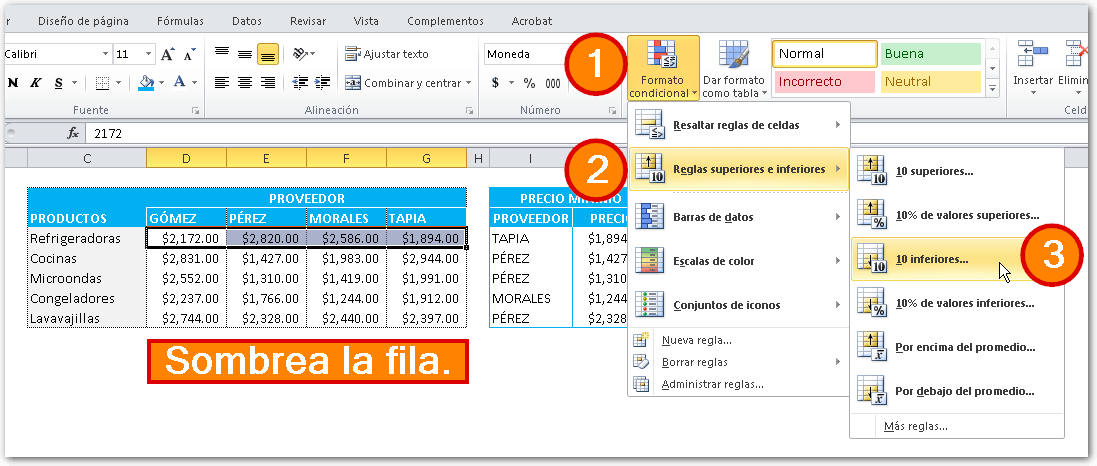 r Diseño de página Fórmulas Datos Revisar Vista Complementos Acrobat
Calibri 11 A A Ajustar texto Moneda 1 Formato condicional Dar formato como tabla Normal Buena Insertar Elimin
N K S A Combinar y centrar $ % 000 Incorrecto Neutral
Fuente Alineación Número Celd
fx 2172
C D E F G H I
Resaltar reglas de celdas
2 Reglas superiores e inferiores
Barras de datos
Escalas de color
Conjuntos de iconos
Nueva regla...
Borrar reglas
Administrar reglas...
10 superiores...
10% de valores superiores...
10 inferiores... 3
10% de valores inferiores...
Por encima del promedio...
Por debajo del promedio...
Más reglas...
PROVEEDOR
PRODUCTOS GÓMEZ PÉREZ MORALES TAPIA
Refrigeradoras $2,172.00 $2,820.00 $2,586.00 $1,894.00
Cocinas $2,831.00 $1,427.00 $1,983.00 $2,944.00
Microondas $2,552.00 $1,310.00 $1,419.00 $1,991.00
Congeladores $2,237.00 $1,766.00 $1,244.00 $1,912.00
Lavavajillas $2,744.00 $2,328.00 $2,440.00 $2,397.00
PRECIO
PROVEEDOR PRECIO
TAPIA $1,894
PÉREZ $1,427
PÉREZ $1,310
MORALES $1,244
PÉREZ $2,328
Sombrea la fila.